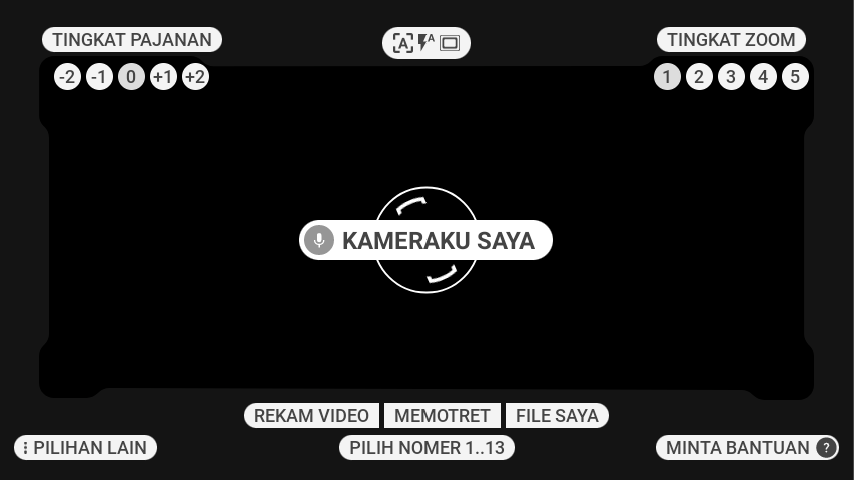 TINGKAT PAJANAN
A A
TINGKAT ZOOM
-2 -1 0 +1 +2
1 2 3 4 5
KAMERAKU SAYA
REKAM VIDEO MEMOTRET FILE SAYA
PILIHAN LAIN
PILIH NOMER 1..13
MINTA BANTUAN ?